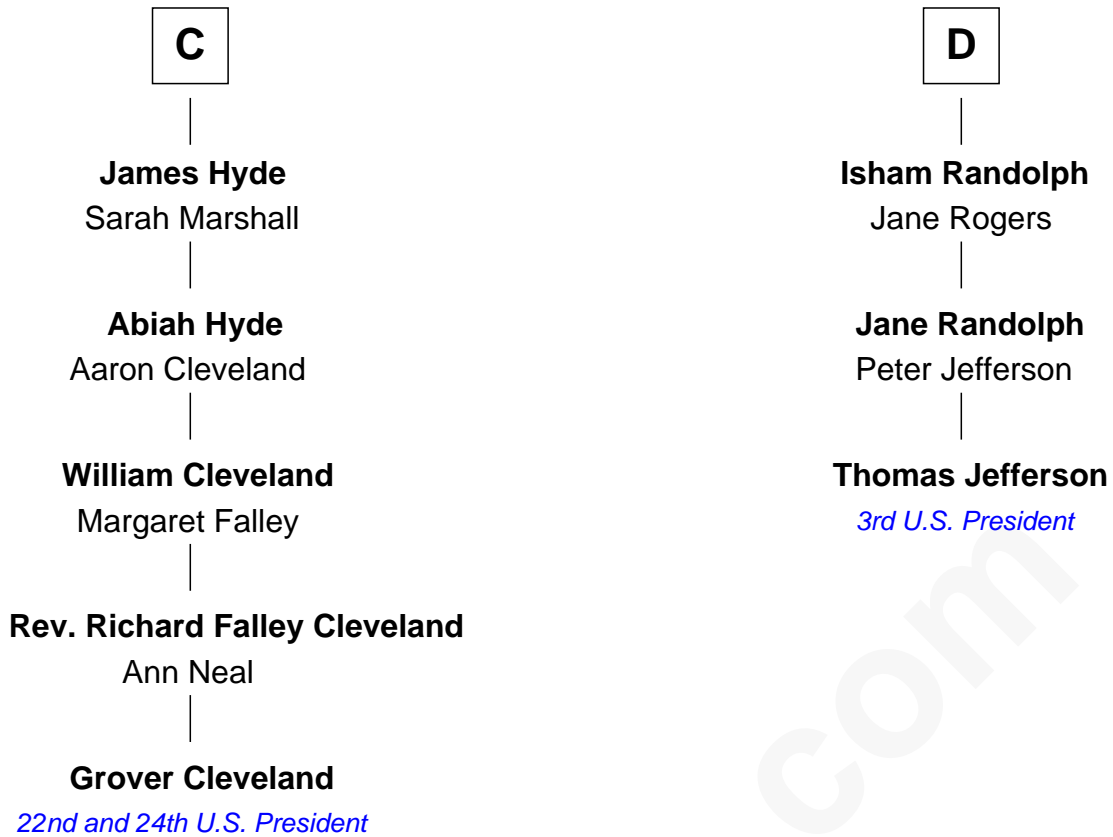 C
James Hyde
Sarah Marshall
Abiah Hyde
Aaron Cleveland
William Cleveland
Margaret Falley
Rev. Richard Falley Cleveland
Ann Neal
Grover Cleveland
22nd and 24th U.S. President
D
Isham Randolph
Jane Rogers
Jane Randolph
Peter Jefferson
Thomas Jefferson
3rd U.S. President
com